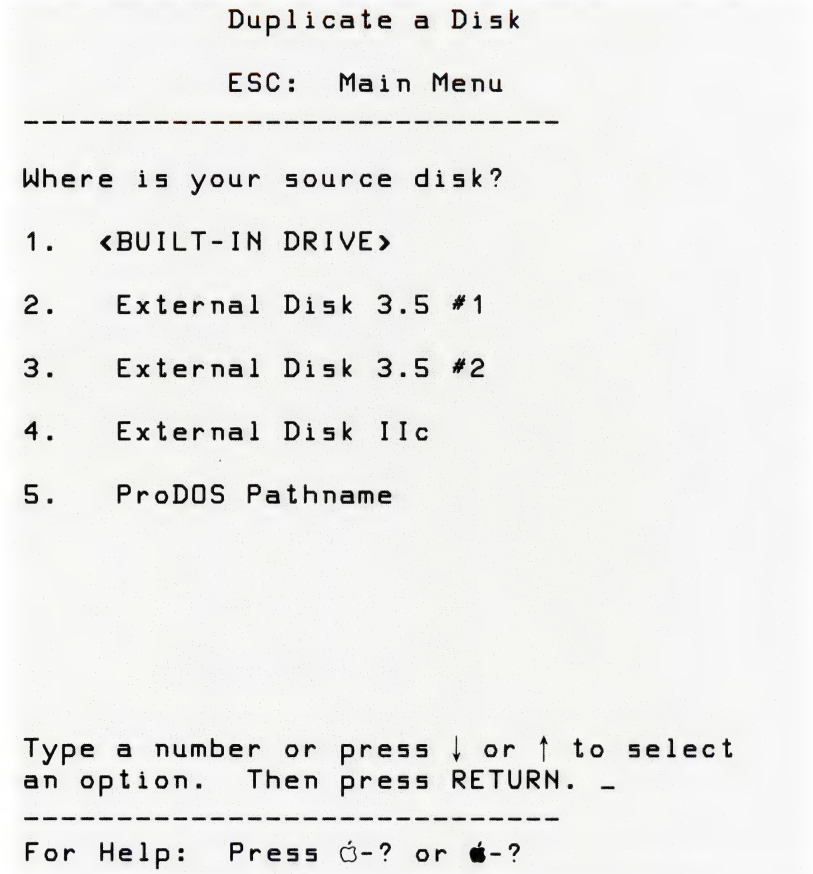 Duplicate a Disk
ESC: Main Menu
------------------------------
Where is your source disk?
1. <BUILT-IN DRIVE>
2. External Disk 3.5 #1
3. External Disk 3.5 #2
4. External Disk IIc
5. ProDOS Pathname
Type a number or press ↓ or ↑ to select
an option. Then press RETURN. _
------------------------------
For Help: Press -? or -?